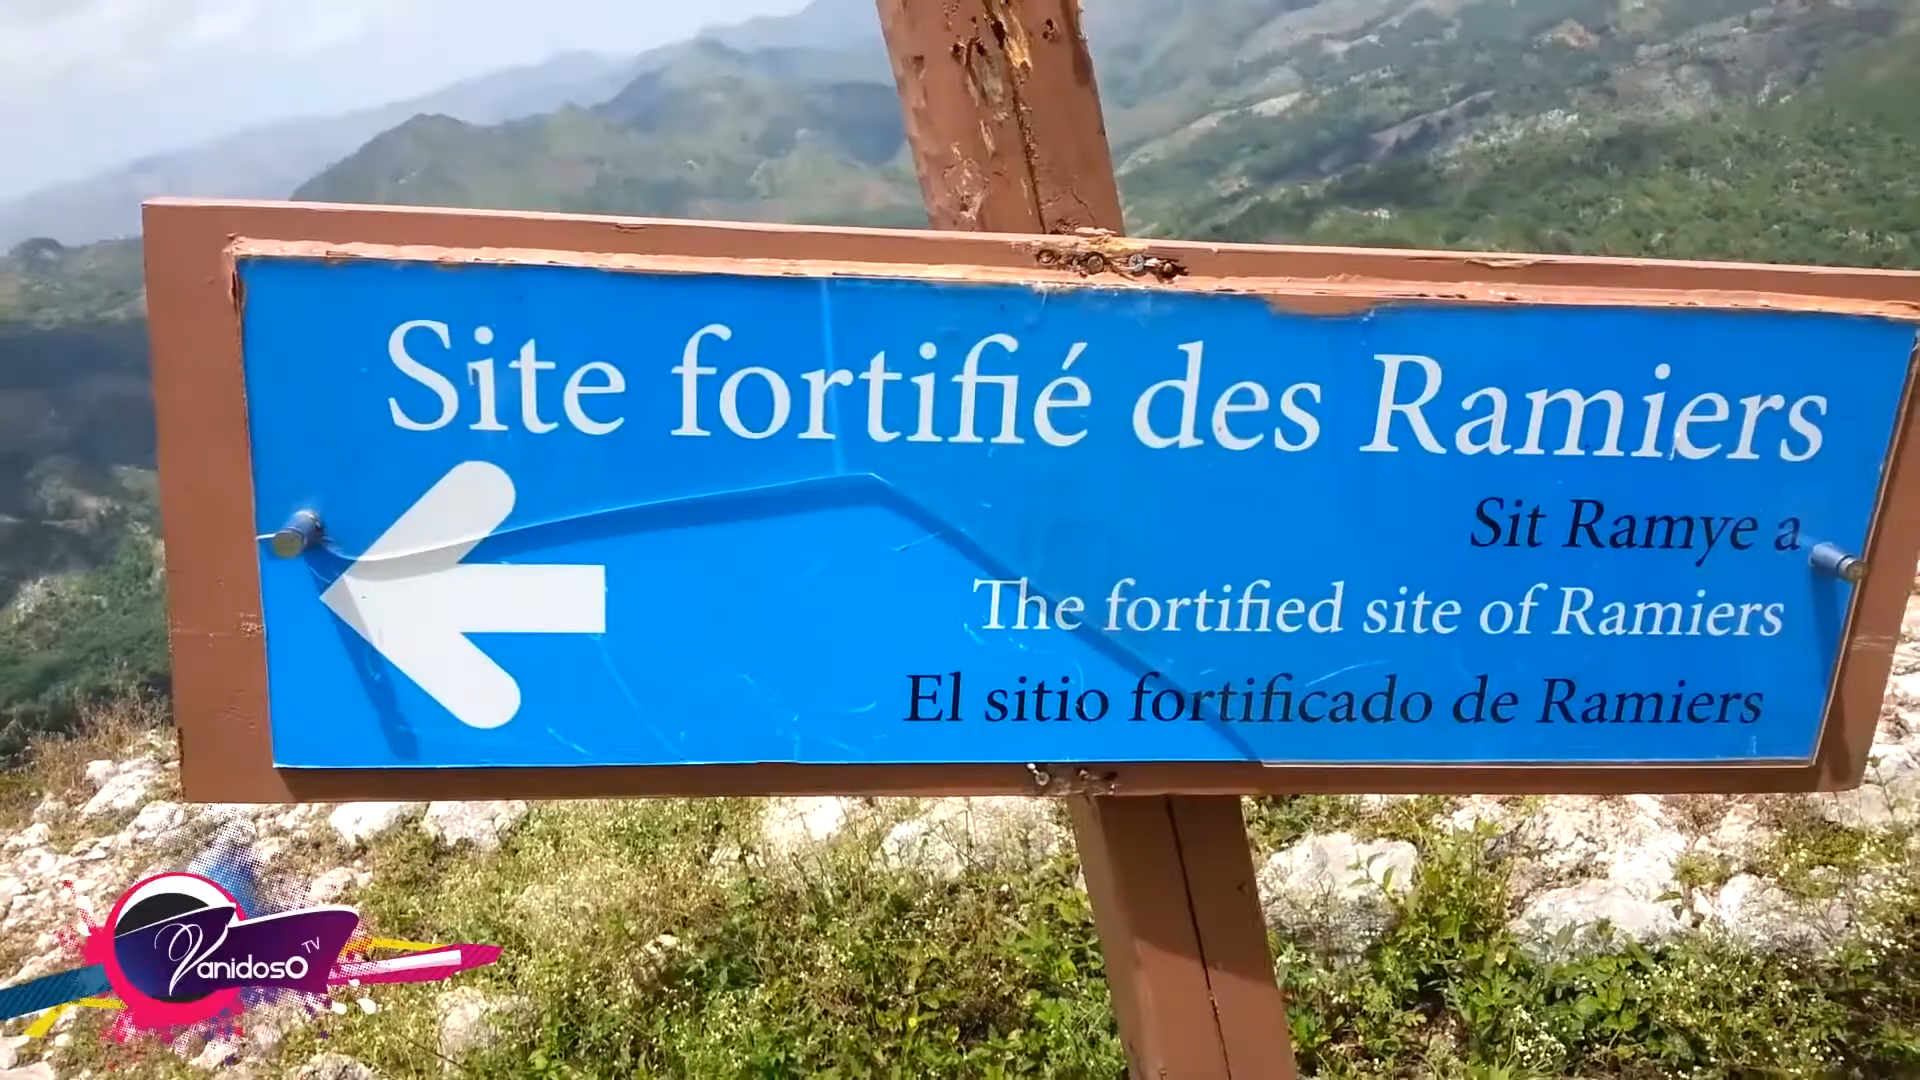 Site fortifié des Ramiers
Sit Ramye a
The fortified site of Ramiers
El sitio fortificado de Ramiers
VanidosO TV